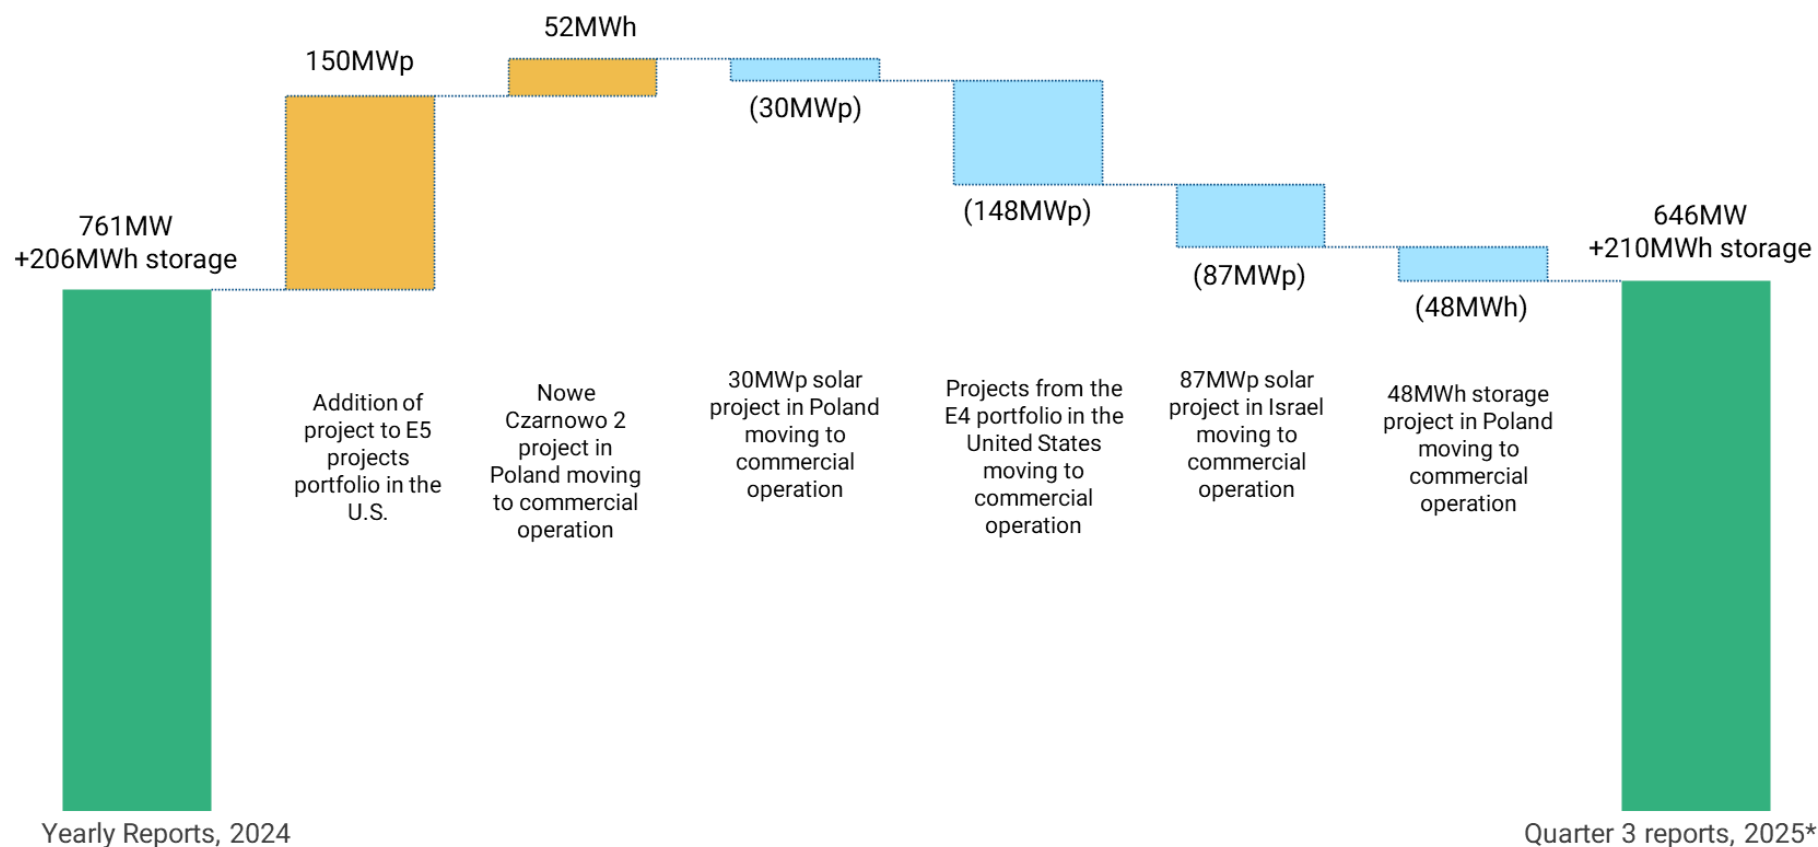 52MWh
150MWp
(30MWp)
(148MWp)
761MW
+206MWh storage
(87MWp)
646MW
+210MWh storage
(48MWh)
Addition of
project to E5
projects
portfolio in the
U.S.
Nowe
Czarnowo 2
project in
Poland moving
to commercial
operation
30MWp solar
project in Poland
moving to
commercial
operation
Projects from the
E4 portfolio in the
United States
moving to
commercial
operation
87MWp solar
project in Israel
moving to
commercial
operation
48MWh storage
project in Poland
moving to
commercial
operation
Yearly Reports, 2024
Quarter 3 reports, 2025*